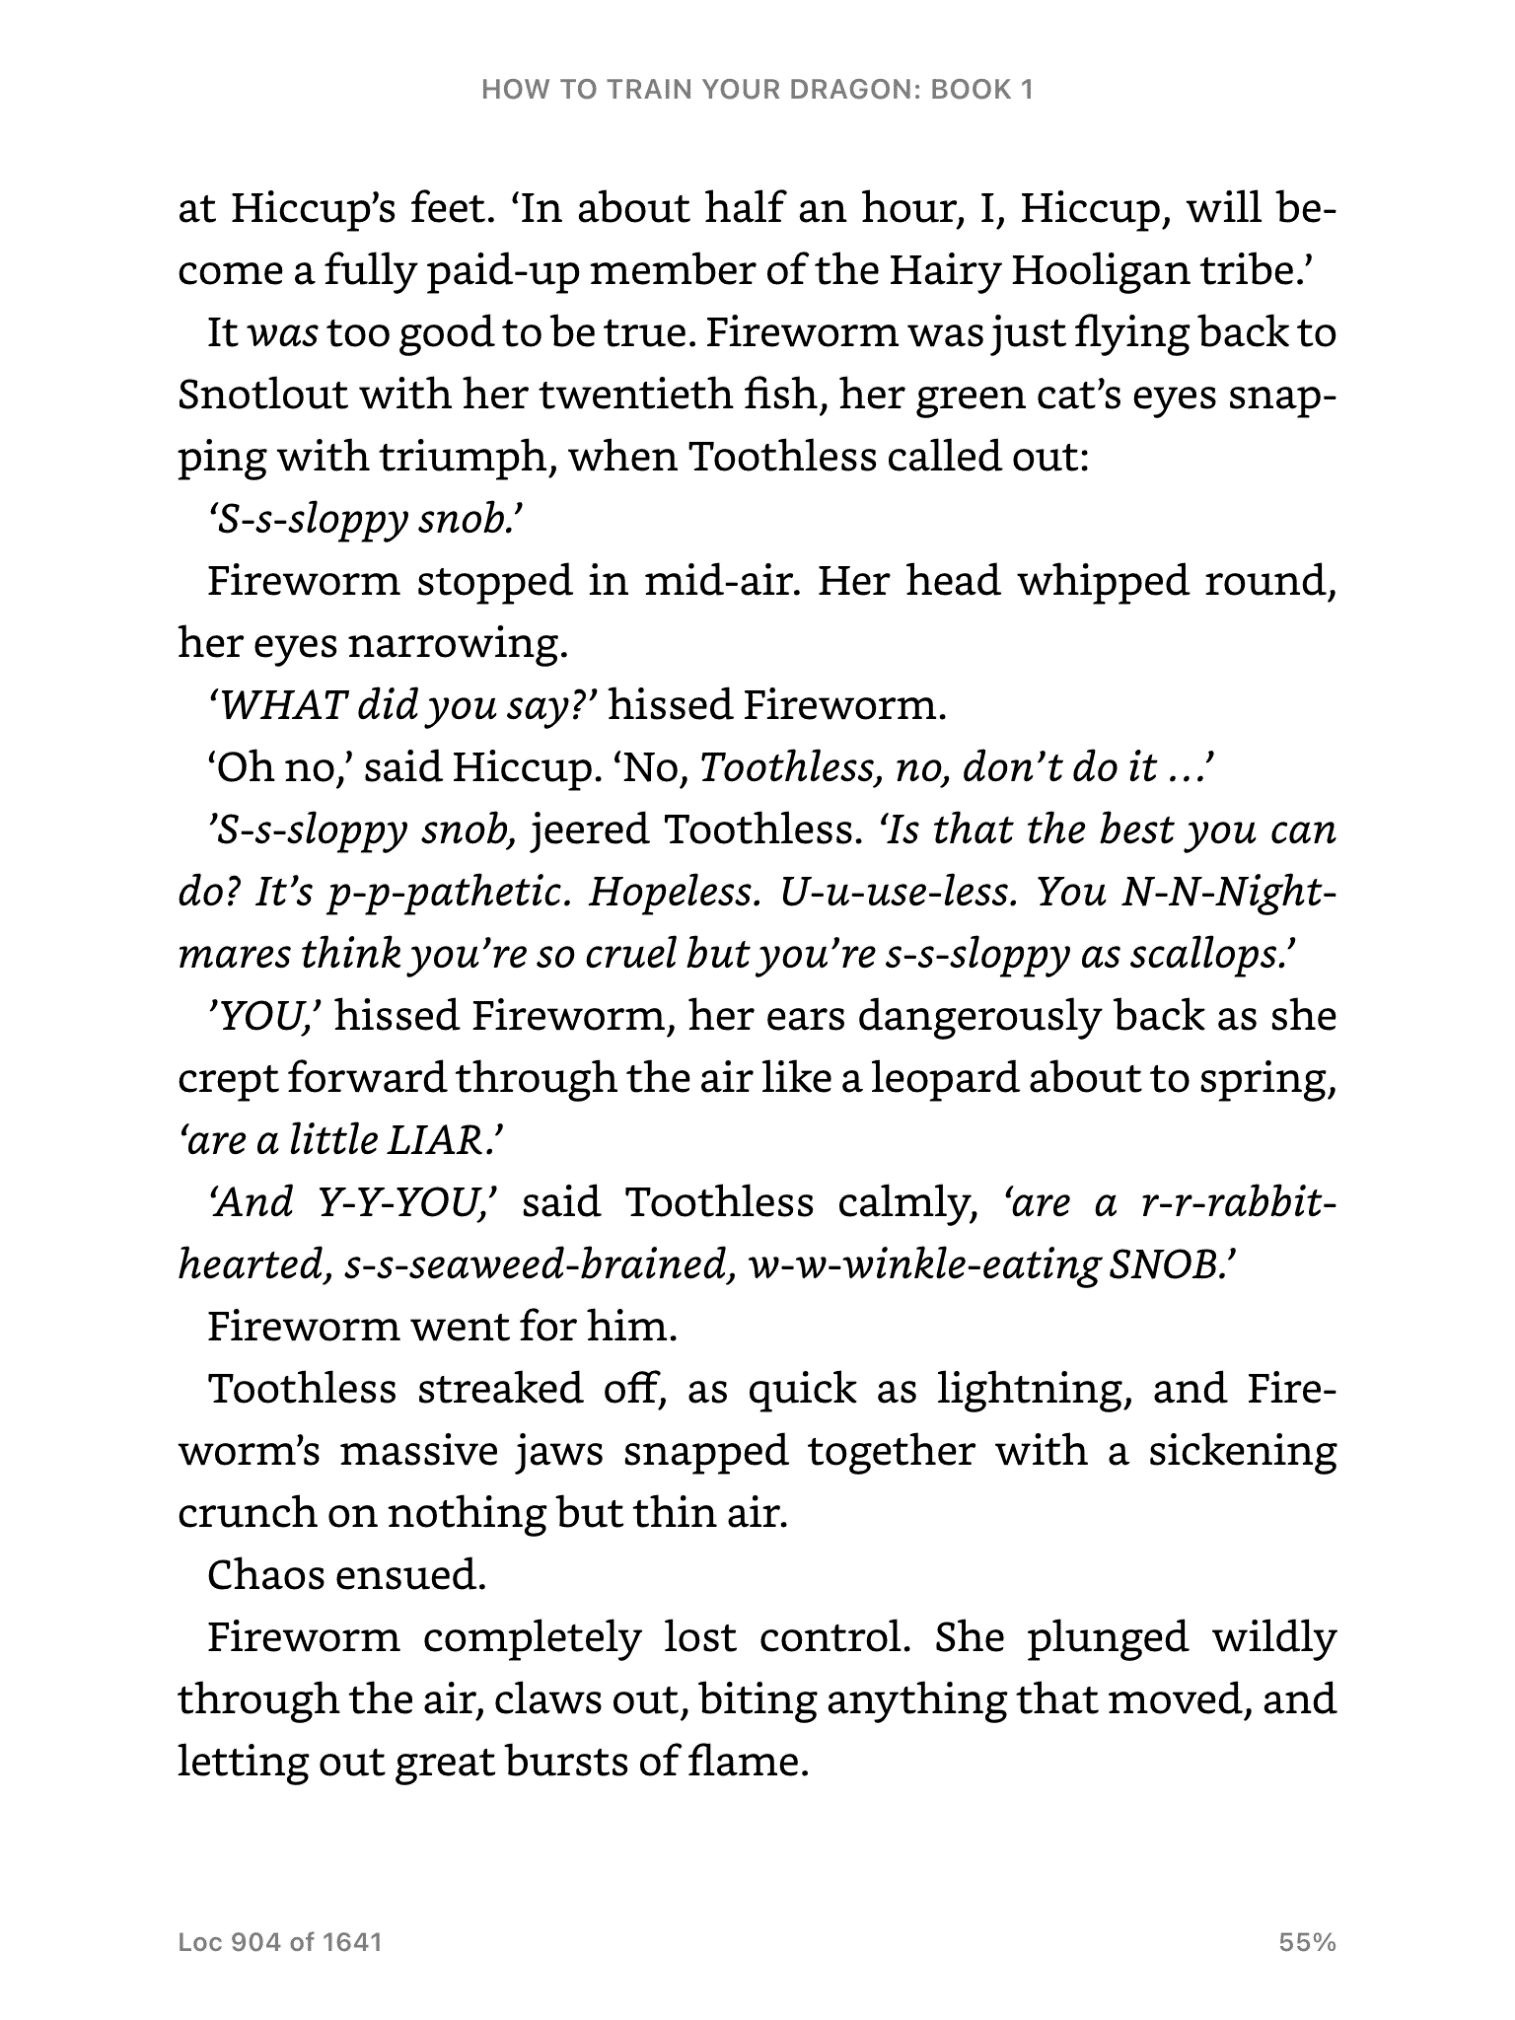 HOW TO TRAIN YOUR DRAGON: BOOK 1
at Hiccup’s feet. ‘In about half an hour, I, Hiccup, will be-
come a fully paid-up member of the Hairy Hooligan tribe.’
It was too good to be true. Fireworm was just flying back to
Snotlout with her twentieth fish, her green cat’s eyes snap-
ping with triumph, when Toothless called out:
‘S-s-sloppy snob.’
Fireworm stopped in mid-air. Her head whipped round,
her eyes narrowing.
‘WHAT did you say?’ hissed Fireworm.
‘Oh no,’ said Hiccup. ‘No, Toothless, no, don’t do it …’
’S-s-sloppy snob, jeered Toothless. ‘Is that the best you can
do? It’s p-p-pathetic. Hopeless. U-u-use-less. You N-N-Night-
mares think you’re so cruel but you’re s-s-sloppy as scallops.’
’YOU,’ hissed Fireworm, her ears dangerously back as she
crept forward through the air like a leopard about to spring,
‘are a little LIAR.’
‘And Y-Y-YOU,’ said Toothless calmly, ‘are a r-r-rabbit-
hearted, s-s-seaweed-brained, w-w-winkle-eating SNOB.’
Fireworm went for him.
Toothless streaked off, as quick as lightning, and Fire-
worm’s massive jaws snapped together with a sickening
crunch on nothing but thin air.
Chaos ensued.
Fireworm completely lost control. She plunged wildly
through the air, claws out, biting anything that moved, and
letting out great bursts of flame.
Loc 904 of 1641
55%